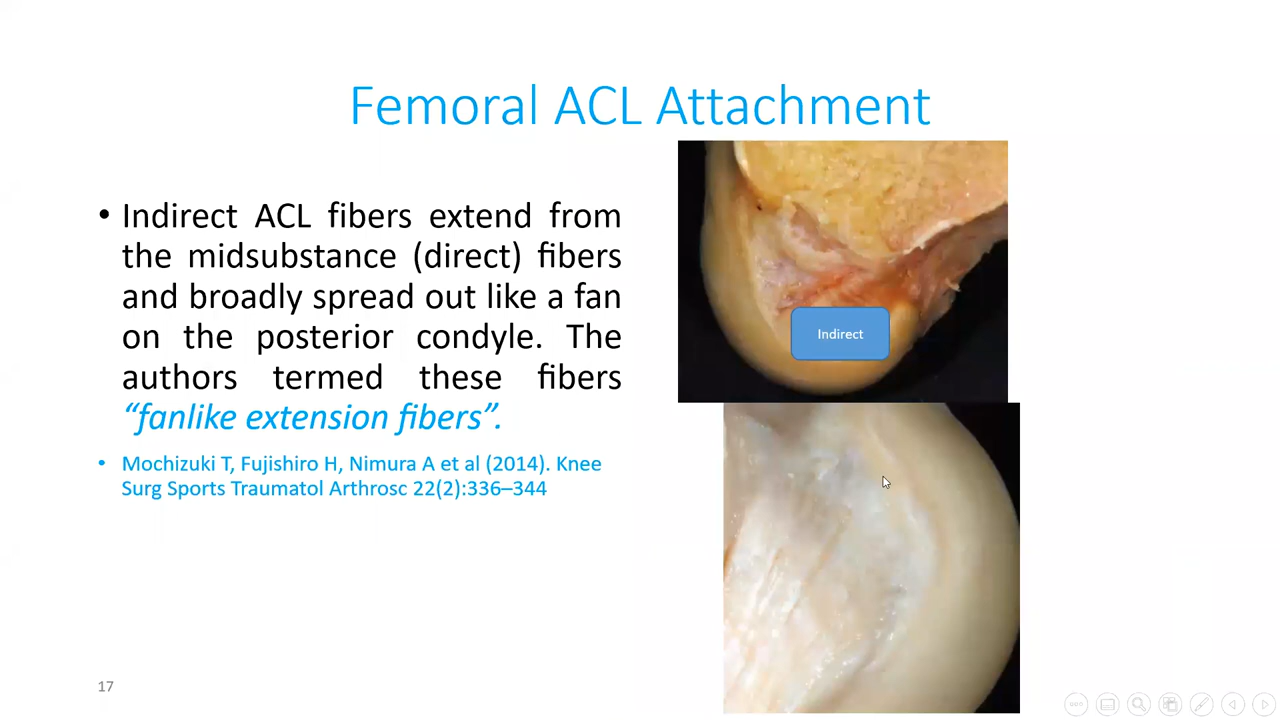 Femoral ACL Attachment
• Indirect ACL fibers extend from
the midsubstance (direct) fibers
and broadly spread out like a fan
on the posterior condyle. The
authors termed these fibers
“fanlike extension fibers”.
• Mochizuki T, Fujishiro H, Nimura A et al (2014). Knee
Surg Sports Traumatol Arthrosc 22(2):336–344
Indirect
17